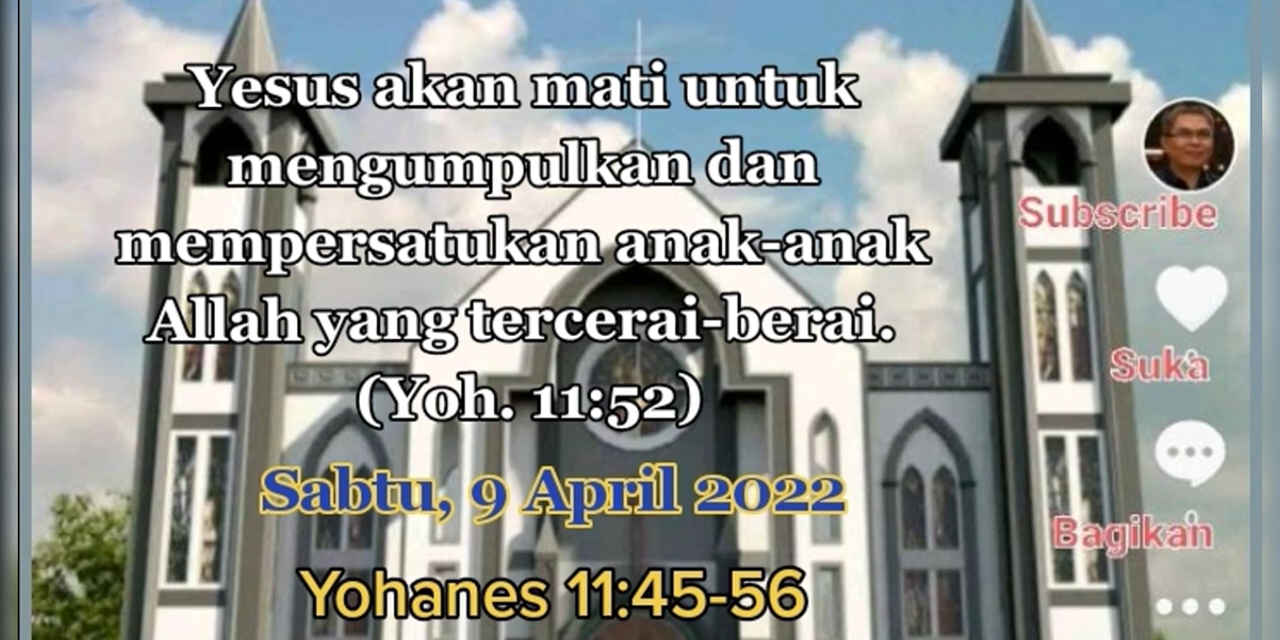 Yesus akan mati untuk
mengumpulkan dan
mempersatukan anak-anak
Allah yang tercerai-berai.
(Yoh. 11:52)
Sabtu, 9 April 2022
Yohanes 11:45-56
Subscribe
Suka
Bagikan